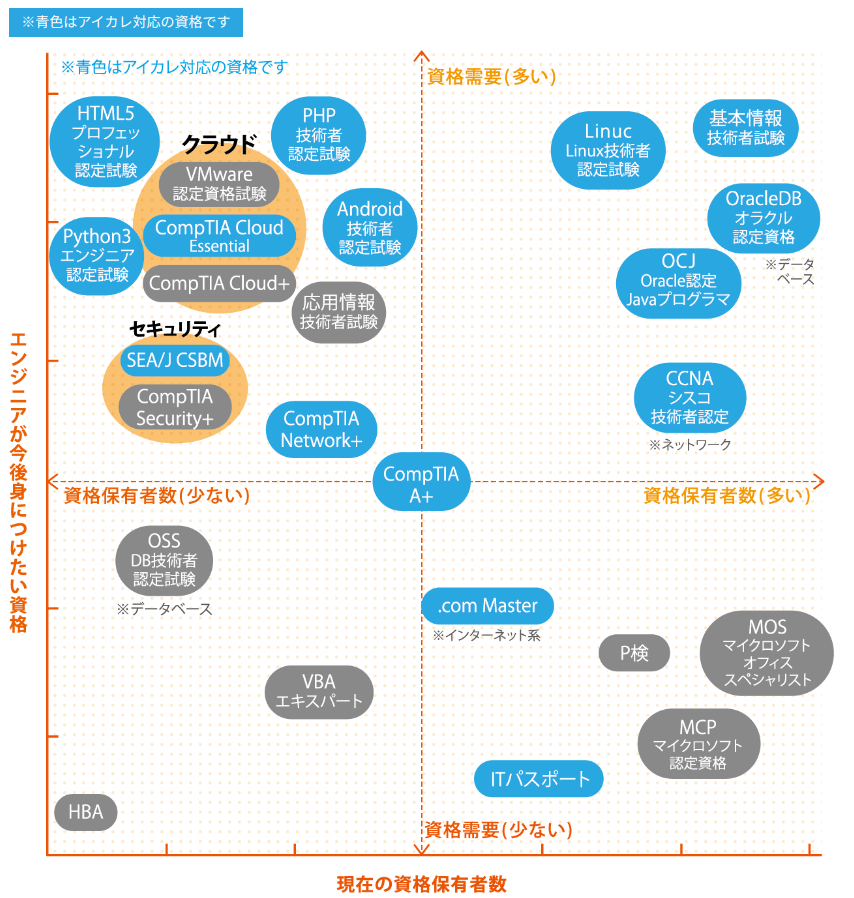 ※青色はアイカレ対応の資格です
※青色はアイカレ対応の資格です
資格需要(多い)
HTML5
プロフェッ
ショナル
認定試験
クラウド
VMware
認定資格試験
CompTIA Cloud
Essential
CompTIA Cloud+
PHP
技術者
認定試験
Android
技術者
認定試験
Python3
エンジニア
認定試験
応用情報
技術者試験
セキュリティ
SEA/J CSBM
CompTIA
Security+
CompTIA
Network+
Linuc
Linux技術者
認定試験
基本情報
技術者試験
OracleDB
オラクル
認定資格
※データ
ベース
OCJ
Oracle認定
Javaプログラマ
CCNA
シスコ
技術者認定
※ネットワーク
CompTIA
A+
資格保有者数(少ない)
資格保有者数(多い)
エンジニアが今後身につけたい資格
OSS
DB技術者
認定試験
※データベース
.com Master
※インターネット系
P検
MOS
マイクロソフト
オフィス
スペシャリスト
VBA
エキスパート
MCP
マイクロソフト
認定資格
ITパスポート
HBA
資格需要(少ない)
現在の資格保有者数